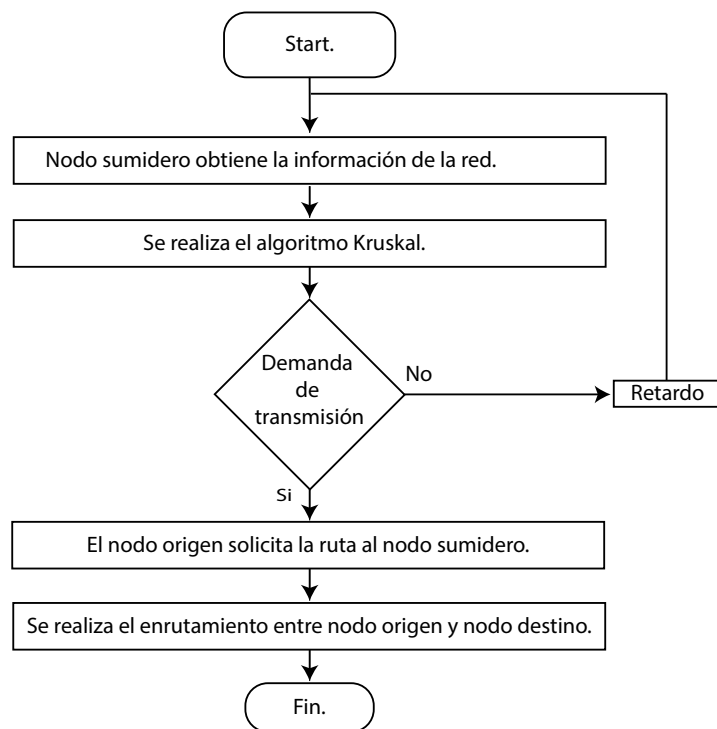 Start.
Nodo sumidero obtiene la información de la red.
Se realiza el algoritmo Kruskal.
Demanda
de
transmisión
No
Retardo
Si
El nodo origen solicita la ruta al nodo sumidero.
Se realiza el enrutamiento entre nodo origen y nodo destino.
Fin.